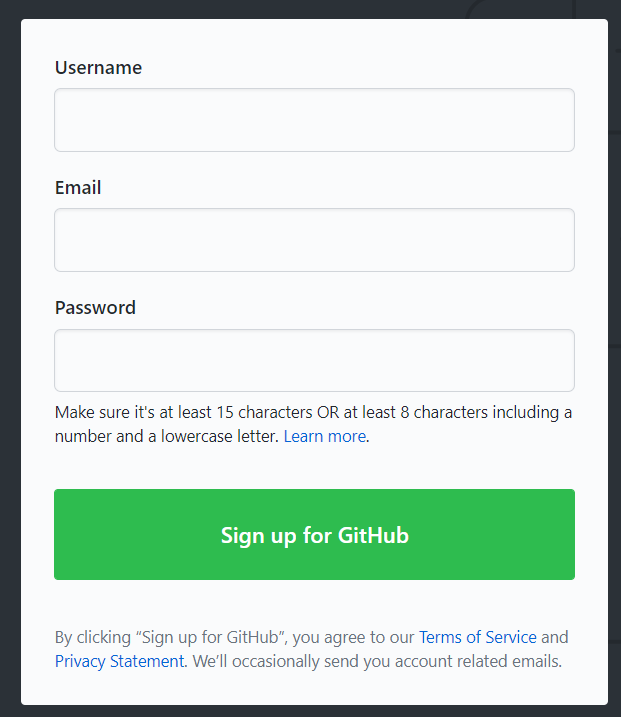 Username
Email
Password
Make sure it's at least 15 characters OR at least 8 characters including a
number and a lowercase letter. Learn more.
Sign up for GitHub
By clicking “Sign up for GitHub”, you agree to our Terms of Service and
Privacy Statement. We’ll occasionally send you account related emails.